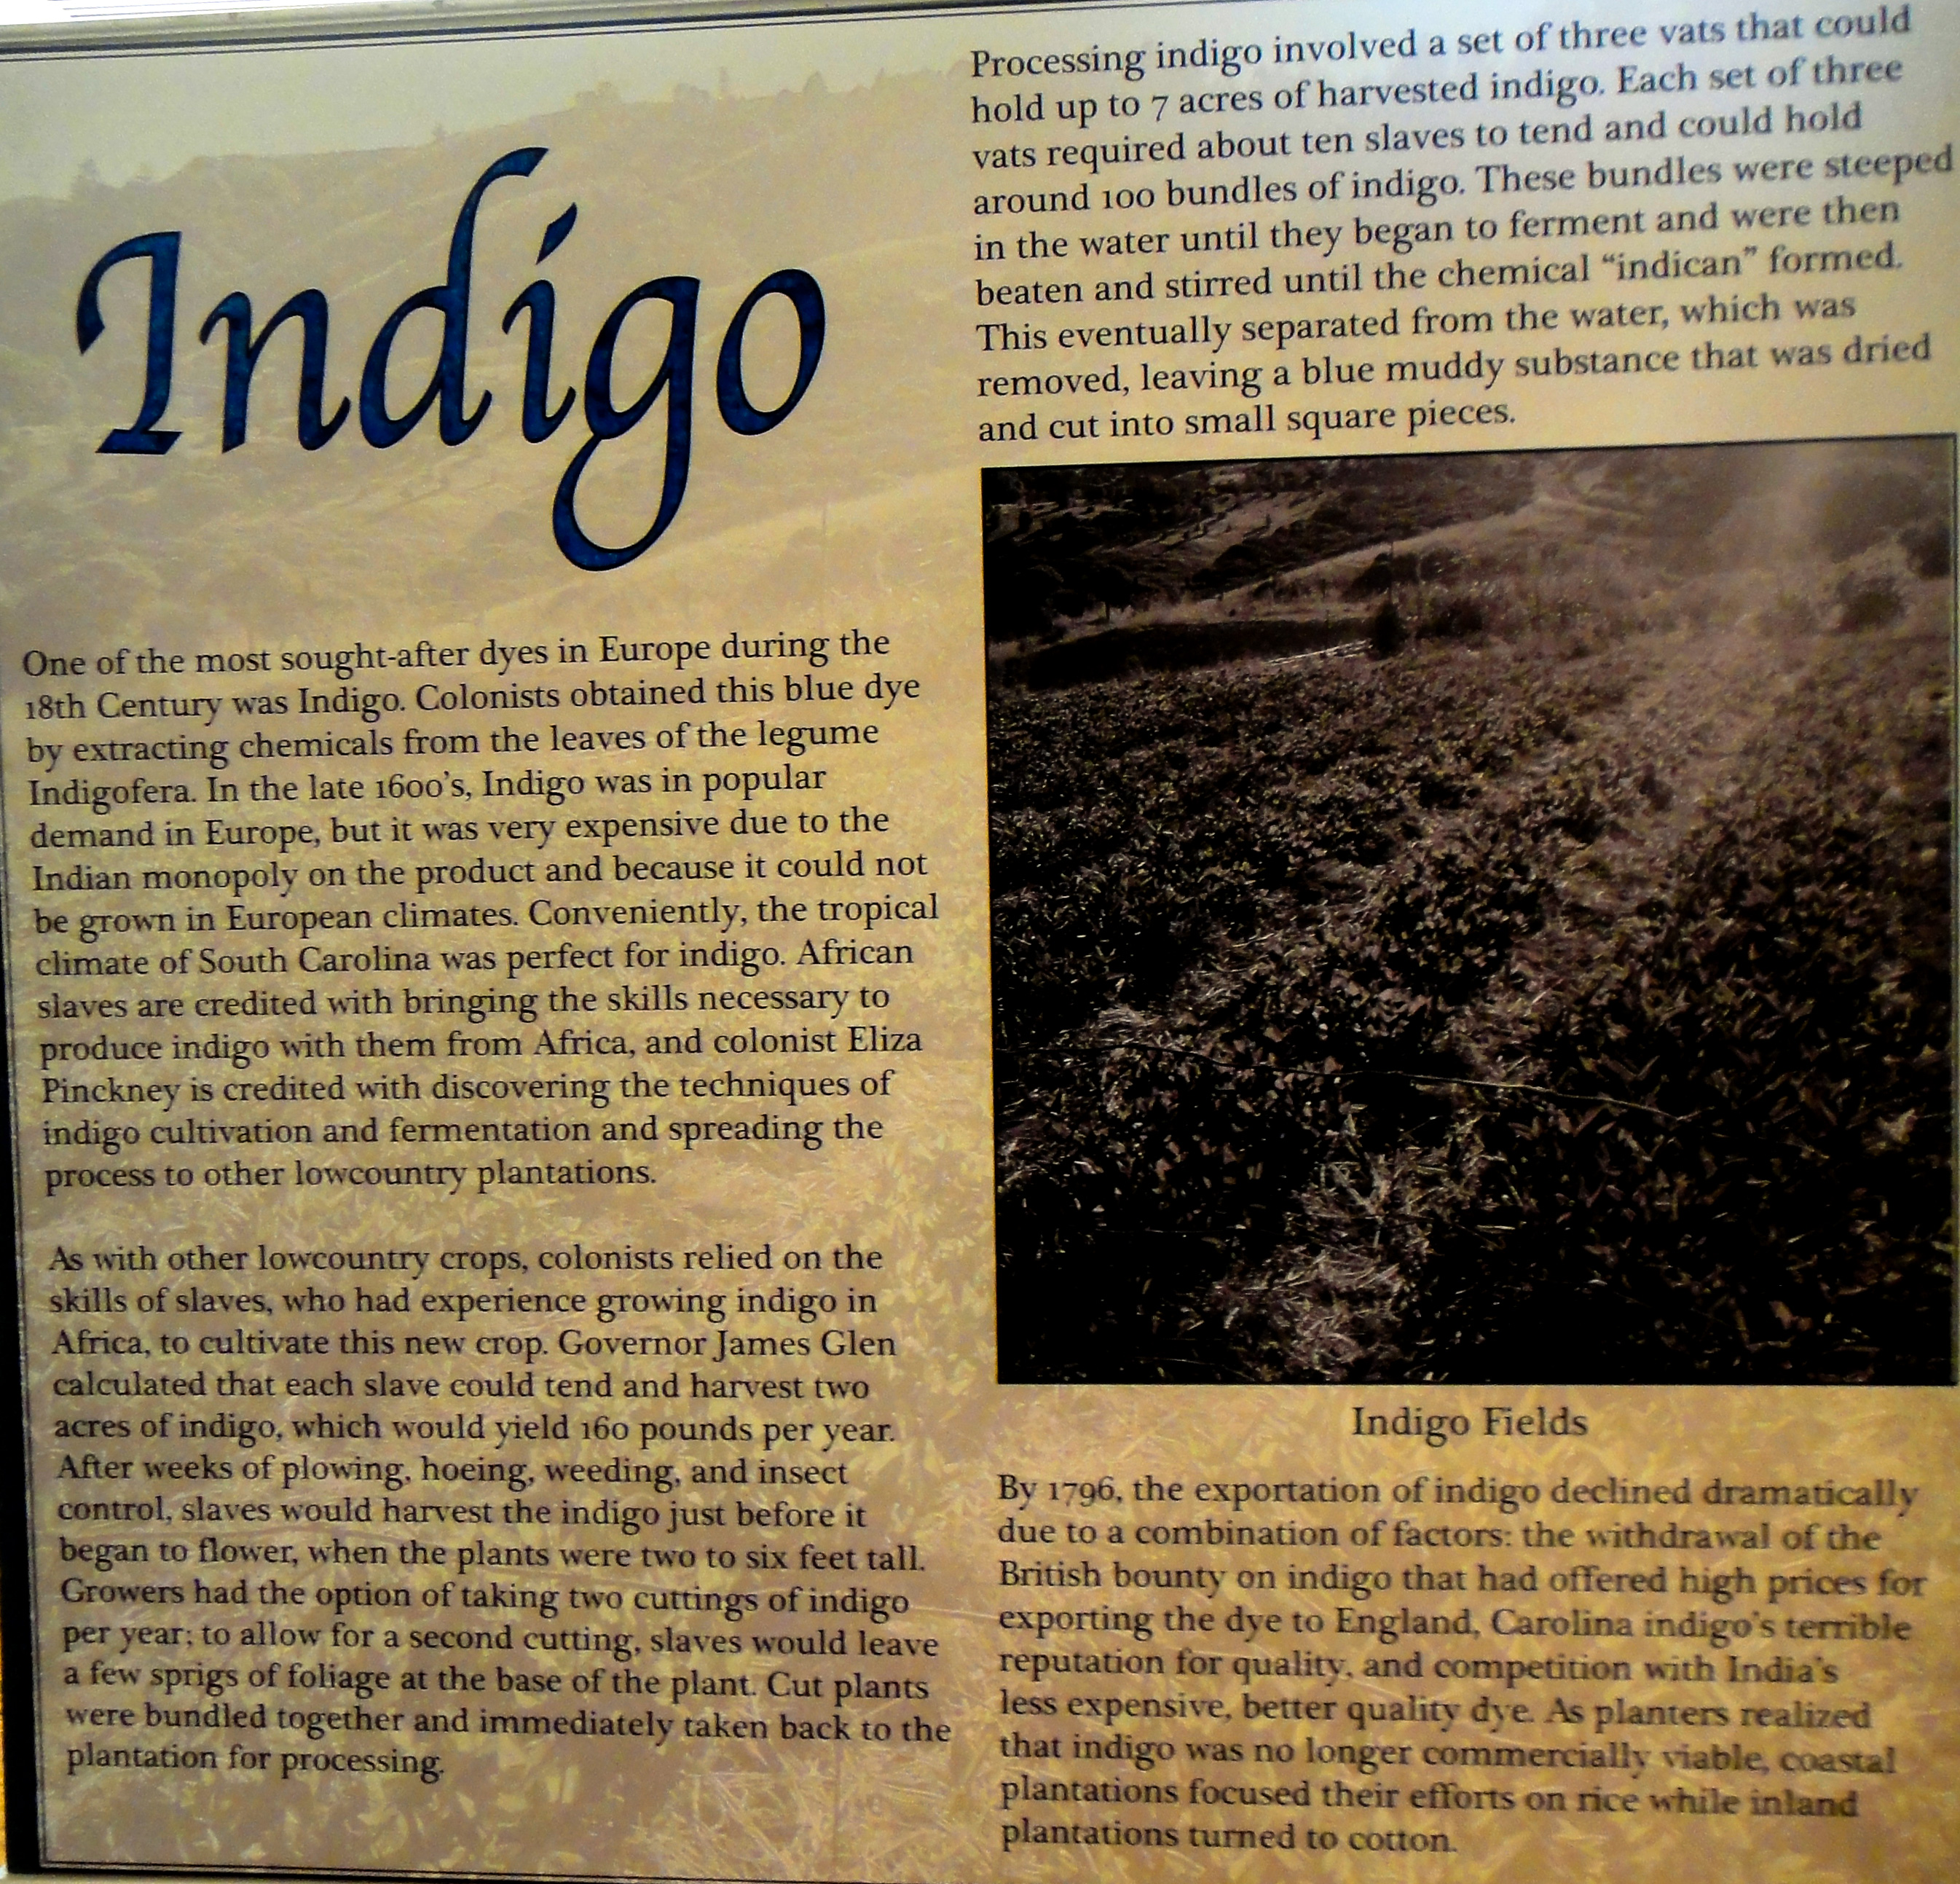 Indigo
One of the most sought-after dyes in Europe during the
18th Century was Indigo. Colonists obtained this blue dye
by extracting chemicals from the leaves of the legume
Indigofera. In the late 1600's, Indigo was in popular
demand in Europe, but it was very expensive due to the
Indian monopoly on the product and because it could not
be grown in European climates. Conveniently, the tropical
climate of South Carolina was perfect for indigo. African
slaves are credited with bringing the skills necessary to
produce indigo with them from Africa, and colonist Eliza
Pinckney is credited with discovering the techniques of
indigo cultivation and fermentation and spreading the
process to other lowcountry plantations.
As with other lowcountry crops, colonists relied on the
skills of slaves, who had experience growing indigo in
Africa, to cultivate this new crop. Governor James Glen
calculated that each slave could tend and harvest two
acres of indigo, which would yield 160 pounds per year.
After weeks of plowing, hoeing, weeding, and insect
control, slaves would harvest the indigo just before it
began to flower, when the plants were two to six feet tall.
Growers had the option of taking two cuttings of indigo
per year; to allow for a second cutting, slaves would leave
a few sprigs of foliage at the base of the plant. Cut plants
were bundled together and immediately taken back to the
plantation for processing.
Processing indigo involved a set of three vats that could
hold up to 7 acres of harvested indigo. Each set of three
vats required about ten slaves to tend and could hold
around 100 bundles of indigo. These bundles were steeped
in the water until they began to ferment and were then
beaten and stirred until the chemical “indican” formed.
This eventually separated from the water, which was
removed, leaving a blue muddy substance that was dried
and cut into small square pieces.
Indigo Fields
By 1796, the exportation of indigo declined dramatically
due to a combination of factors: the withdrawal of the
British bounty on indigo that had offered high prices for
exporting the dye to England, Carolina indigo's terrible
reputation for quality, and competition with India's
less expensive, better quality dye. As planters realized
that indigo was no longer commercially viable, coastal
plantations focused their efforts on rice while inland
plantations turned to cotton.